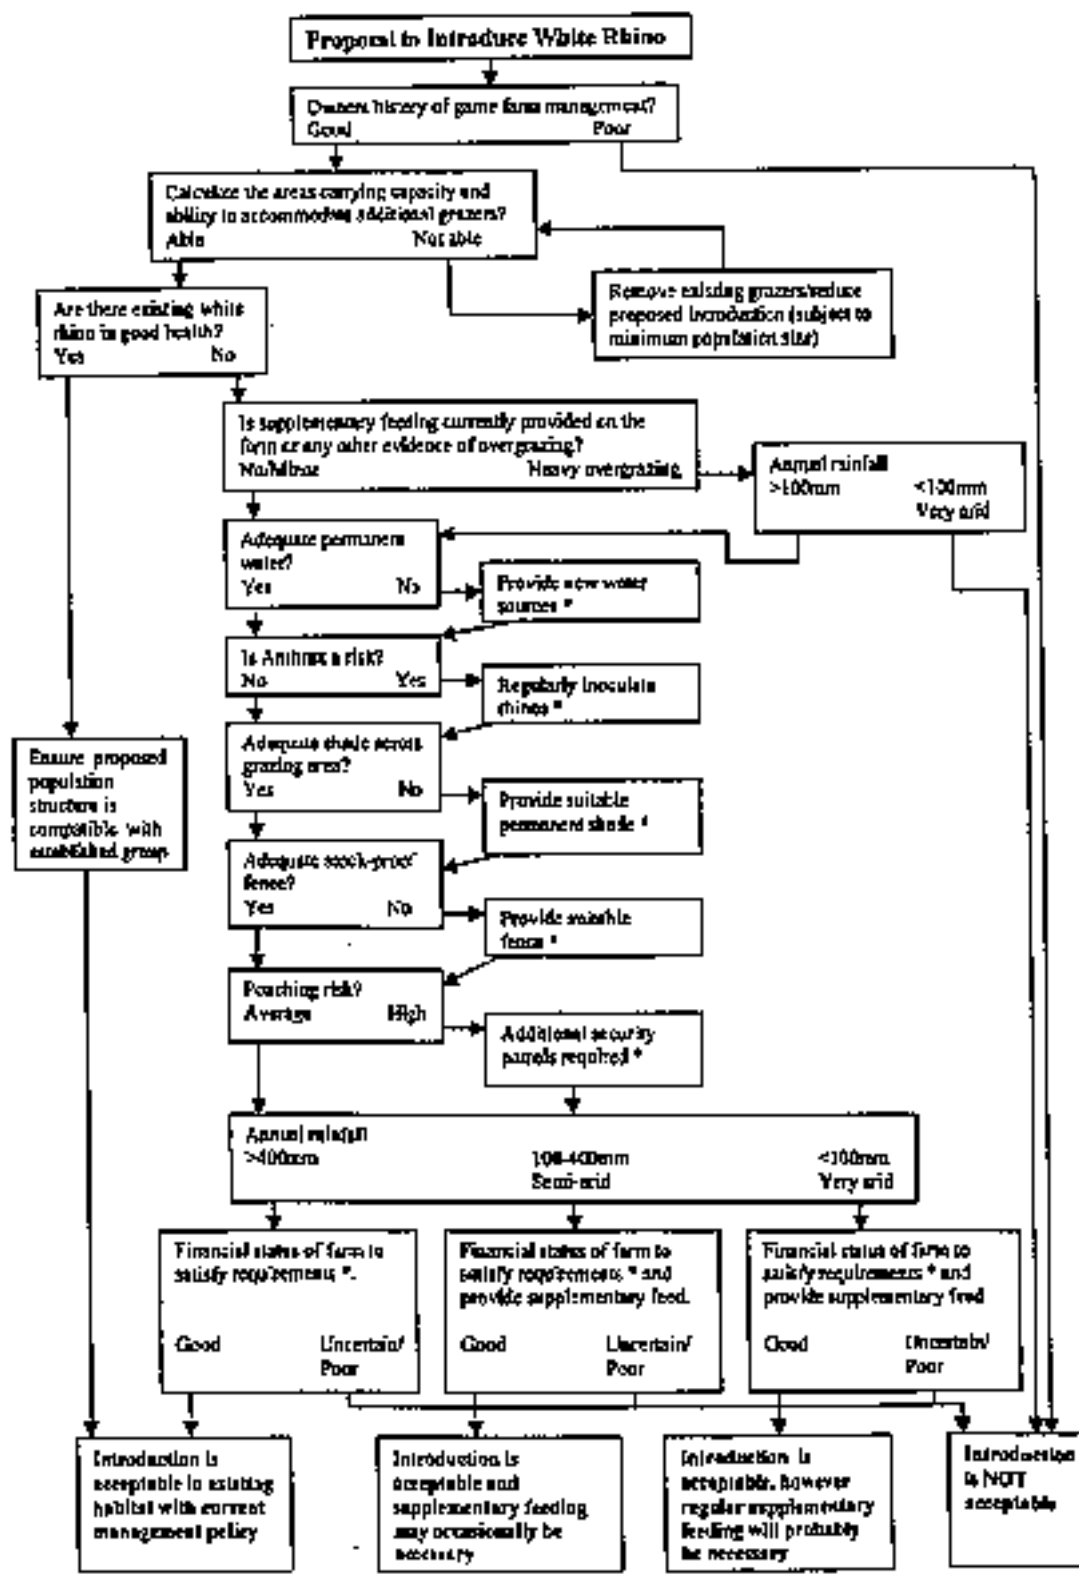 Proposal to Introduce White Rhino
Owners history of game farm management?
Good Poor
Calculate the areas carrying capacity and
ability to accommodate additional grazers?
Able Not able
Remove existing grazers/reduce
proposed introduction (subject to
minimum population size)
Are there existing white
rhino in good health?
Yes No
Is supplementary feeding currently provided on the
farm or any other evidence of overgrazing?
No/Minor Heavy overgrazing
Annual rainfall
>100mm <100mm
Very arid
Adequate permanent
water?
Yes No
Provide new water
sources *
Is Anthrax a risk?
No Yes
Regularly inoculate
rhinos *
Adequate shade across
grazing area?
Yes No
Provide suitable
permanent shade *
Ensure proposed
population
structure is
compatible with
established group
Adequate stock-proof
fence?
Yes No
Provide suitable
fence *
Poaching risk?
Average High
Additional security
patrols required *
Annual rainfall
>400mm 100-400mm <100mm
Semi-arid Very arid
Financial status of farm to
satisfy requirements *.
Good Uncertain/
Poor
Financial status of farm to
satisfy requirements * and
provide supplementary feed.
Good Uncertain/
Poor
Financial status of farm to
satisfy requirements * and
provide supplementary feed
Good Uncertain/
Poor
Introduction is
acceptable in existing
habitat with current
management policy
Introduction is
acceptable and
supplementary feeding
may occasionally be
necessary
Introduction is
acceptable, however
regular supplementary
feeding will probably
be necessary
Introduction
is NOT
acceptable